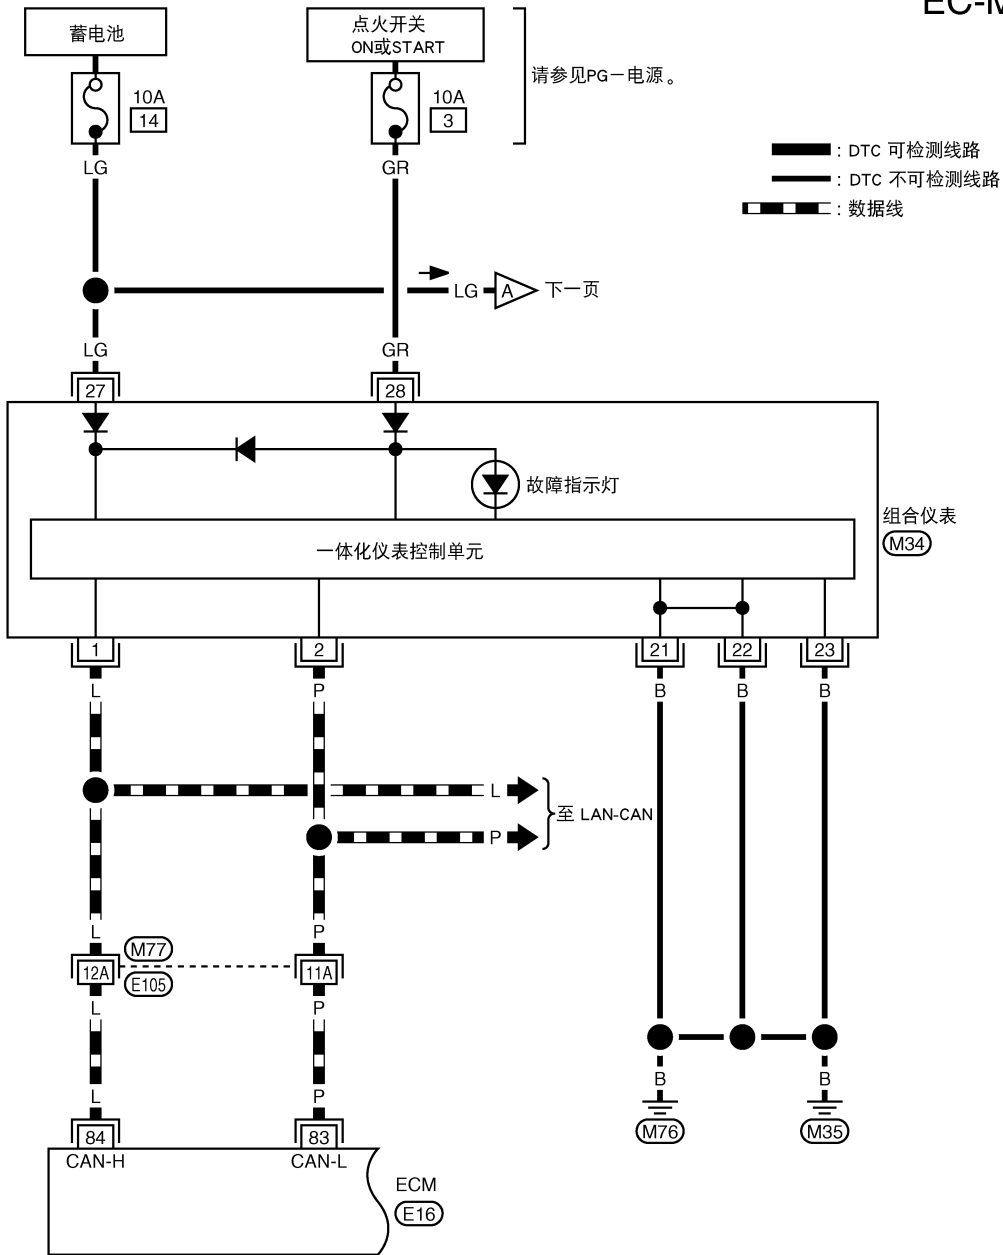 EC-M
蓄电池
点火开关
ON或START
请参见PG－电源。
10A
14
10A
3
LG
GR
: DTC 可检测线路
: DTC 不可检测线路
: 数据线
LG
A
下一页
LG
GR
27
28
故障指示灯
组合仪表
M34
一体化仪表控制单元
1
2
21
22
23
L
P
B
B
B
L
至 LAN-CAN
P
L
P
M77
12A
11A
E105
L
P
L
P
B
B
M76
M35
84
83
CAN-H
CAN-L
ECM
E16